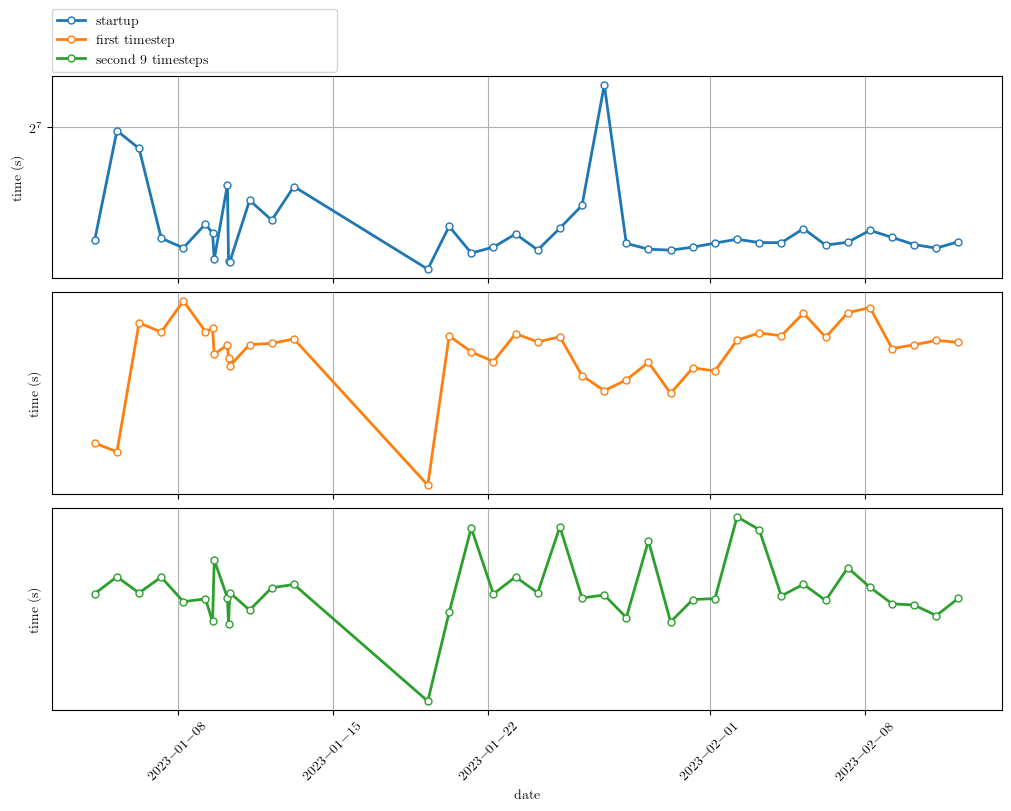 startup
first timestep
second 9 timesteps
2^7
time (s)
time (s)
time (s)
2023−01−08
2023−01−15
2023−01−22
2023−02−01
2023−02−08
date